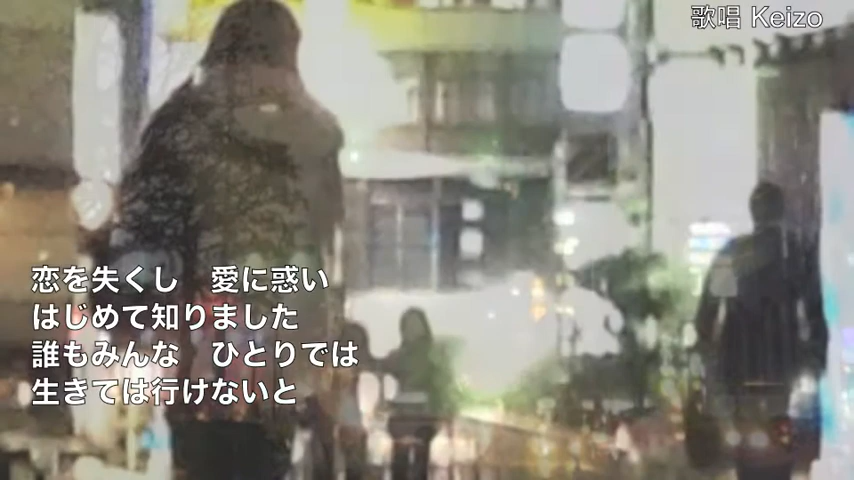 歌唱 Keizo
恋を失くし　愛に惑い
はじめて知りました
誰もみんな　ひとりでは
生きては行けないと